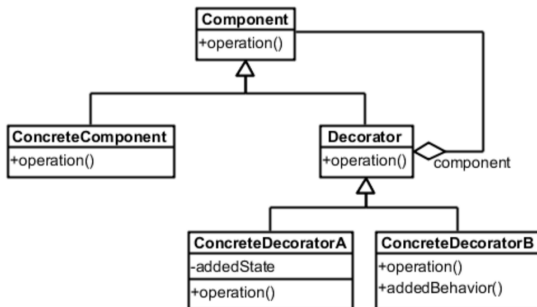 Component
+operation()
ConcreteComponent
+operation()
Decorator
+operation()
component
ConcreteDecoratorA
-addedState
+operation()
ConcreteDecoratorB
+operation()
+addedBehavior()